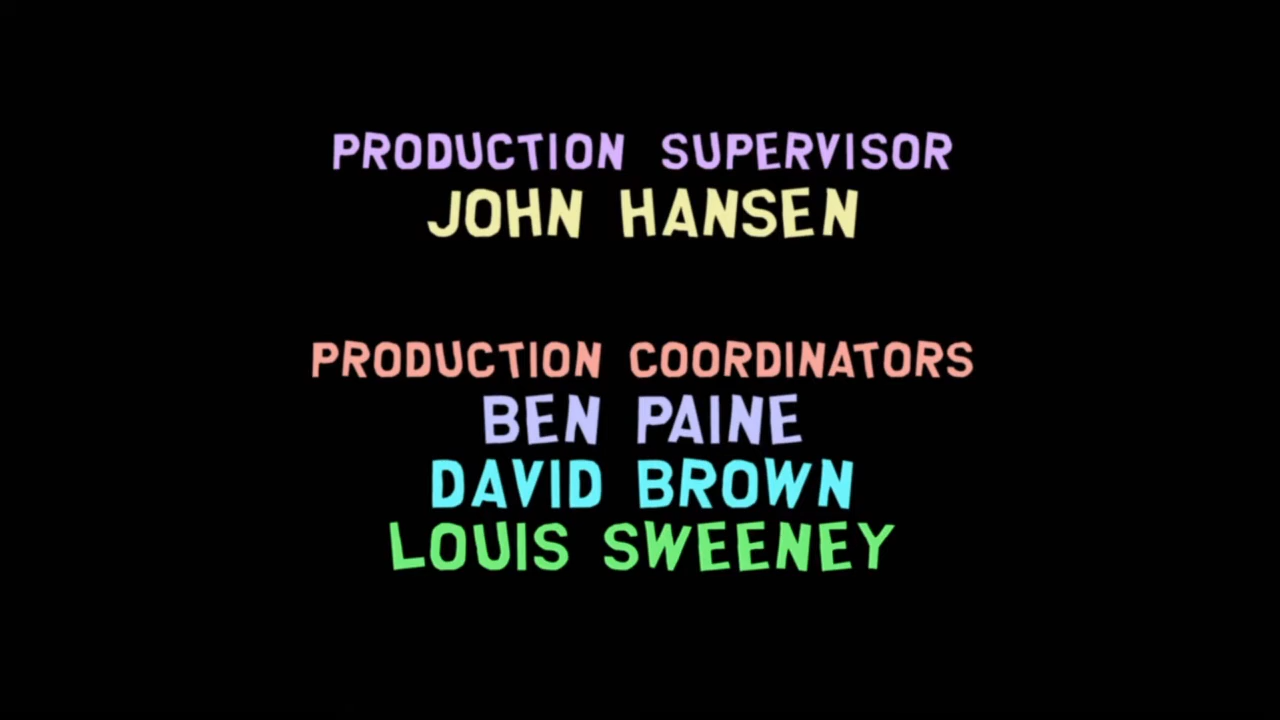 PRODUCTION SUPERVISOR
JOHN HANSEN
PRODUCTION COORDINATORS
BEN PAINE
DAVID BROWN
LOUIS SWEENEY